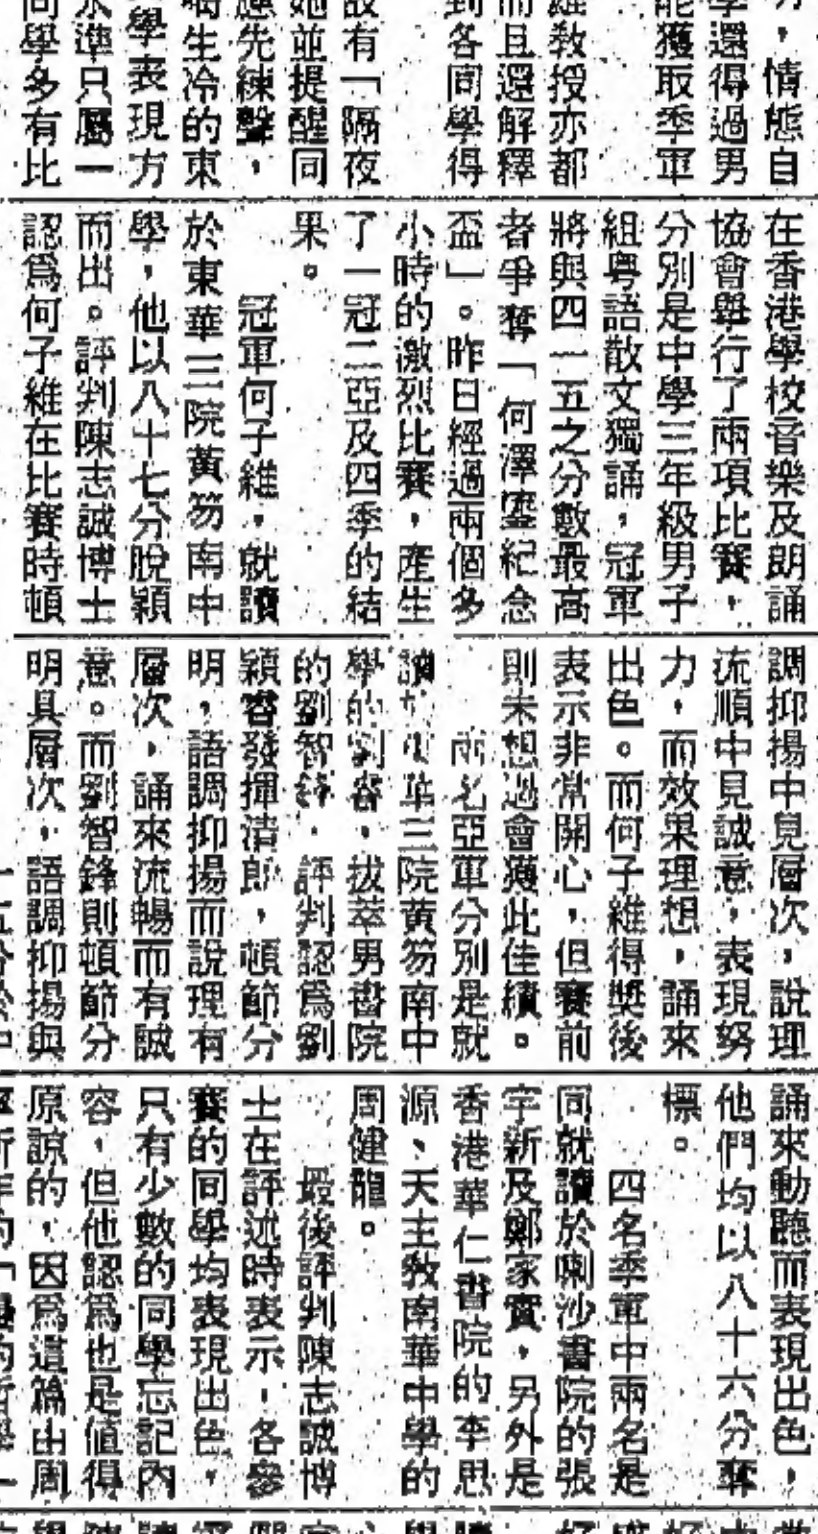 ，情態自
學還得過男
能獲取季軍
羅敎授亦都
而且還解釋
到各同學得
設有「隔夜
她並提醒同
應先練聲，
喝生冷的東
學表現方
水準只屬一
同學多有比
在香港學校音樂及朗誦
協會舉行了兩項比賽，
分別是中學三年級男子
組粤語散文獨誦，冠軍
將與四一五之分數最高
者爭奪「何澤鎏紀念
盃」。昨日經過兩個多
小時的激烈比賽，產生
了一冠二亞及四季的結
果。
冠軍何子維，就讀
於東華三院黃笏南中
學，他以八十七分脫穎
而出。評判陳志誠博士
認爲何子維在比賽時頓
調抑揚中見層次，說理
流順中見誠意，表現努
力，而效果理想，誦來
出色。而何子維得獎後
表示非常開心，但賽前
則未想過會獲此佳績。
兩名亞軍分別是就
讀於東華三院黃笏南中
學的劉睿，拔萃男書院
的劉智鋒，評判認爲劉
穎睿發揮清郎，頓節分
明，語調抑揚而說理有
層次，誦來流暢而有誠
意。而劉智鋒則頓節分
明具層次，語調抑揚與
誦來動聽而表現出色，
他們均以八十六分奪
標。
四名季軍中兩名是
同就讀於喇沙書院的張
宇新及鄭家寳，另外是
香港華仁書院的李思
源、天主敎南華中學的
周健龍。
最後評判陳志誠博
士在評述時表示，各參
賽的同學均表現出色，
只有少數的同學忘記內
容，但他認爲也是值得
原諒的，因爲這篇由周